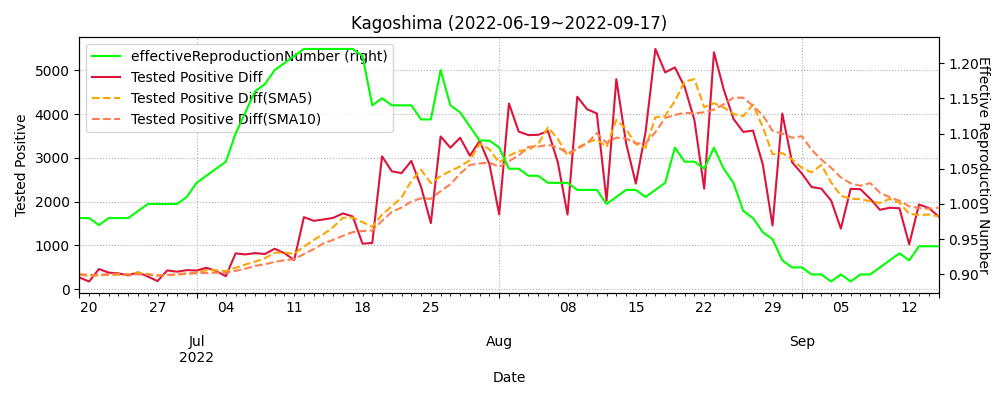 Kagoshima (2022-06-19~2022-09-17)
effectiveReproductionNumber (right)
Tested Positive Diff
Tested Positive Diff(SMA5)
Tested Positive Diff(SMA10)
Tested Positive
5000
4000
3000
2000
1000
0
1.20
1.15
1.10
1.05
1.00
0.95
0.90
Effective Reproduction Number
20 27 04 11 18 25 08 15 22 29 05 12
Jul Aug Sep
2022
Date